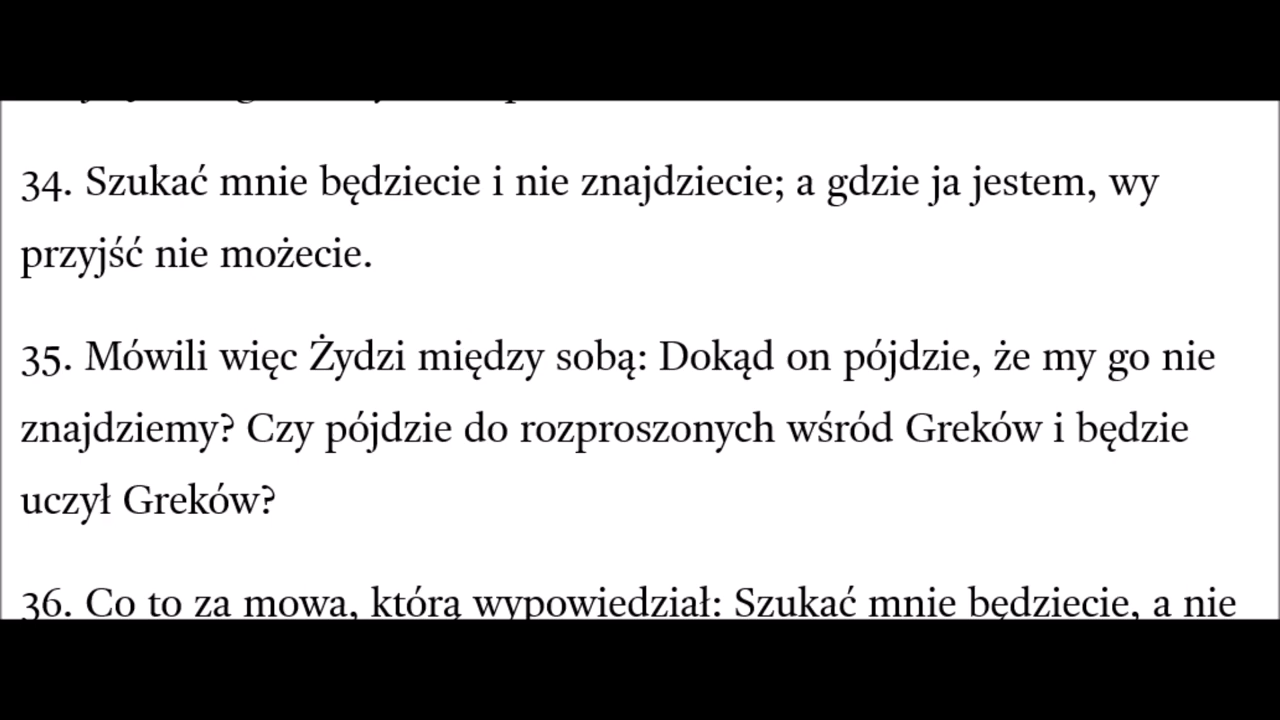 34. Szukać mnie będziecie i nie znajdziecie; a gdzie ja jestem, wy
przyjść nie możecie.
35. Mówili więc Żydzi między sobą: Dokąd on pójdzie, że my go nie
znajdziemy? Czy pójdzie do rozproszonych wśród Greków i będzie
uczył Greków?
36. Co to za mowa, którą wypowiedział: Szukać mnie będziecie, a nie